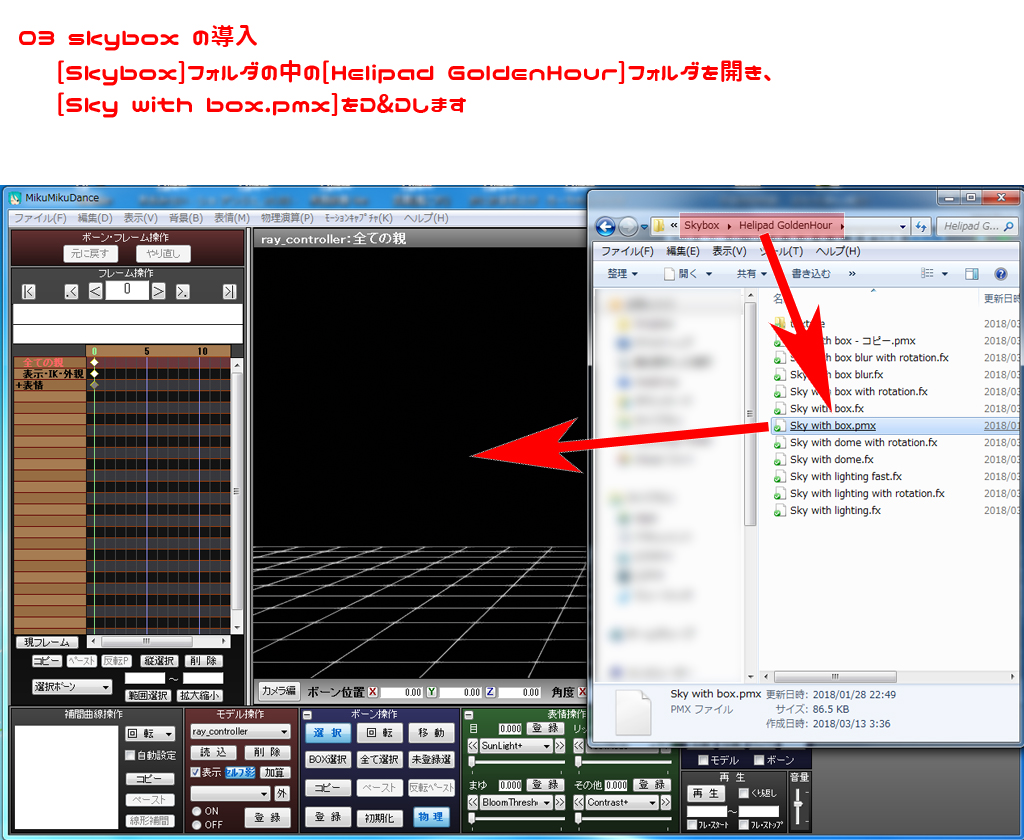 03 skybox の導入
[Skybox]フォルダの中の[Helipad GoldenHour]フォルダを開き、
[Sky with box.pmx]をD&Dします
MikuMikuDance
ファイル(F) 編集(D) 表示(V) 背景(B) 表情(M) 物理演算(P) ﾓｰｼｮﾝｷｬﾌﾟﾁｬ(K) ヘルプ(H)
ボーン・フレーム操作
元に戻す やり直し
フレーム操作
|< .< < 0 > >. >|
0 5 10
全ての親
表示・IK・外観
+表情
現フレーム
コピー ペースト 反転P 縦選択 削 除
選択ﾎﾞｰﾝ ～ 範囲選択 拡大縮小
ray_controller:全ての親
カメラ編 ボーン位置 X 0.00 Y 0.00 Z 0.00 角度 X
« Skybox Helipad GoldenHour
Helipad G...
ファイル(F) 編集(E) 表示(V) (T) ヘルプ(H)
整理 開く 共有 書き込む »
更新日時
2018/03
box - コピー.pmx 2018/03
box blur with rotation.fx 2018/03
Sky box blur.fx 2018/03
Sky box with rotation.fx 2018/03
Sky with box.fx 2018/03
Sky with box.pmx 2018/01
Sky with dome with rotation.fx 2018/03
Sky with dome.fx 2018/03
Sky with lighting fast.fx 2018/03
Sky with lighting with rotation.fx 2018/03
Sky with lighting.fx 2018/03
Sky with box.pmx 更新日時: 2018/01/28 22:49
PMX ファイル サイズ: 86.5 KB
作成日時: 2018/03/13 3:36
補間曲線操作
回 転
自動設定
コピー
ペースト
線形補間
モデル操作
ray_controller
読 込 削 除
表示 ｾﾙﾌ影 加算
外
ON
OFF
登 録
ボーン操作
選 択 回 転 移 動
BOX選択 全て選択 未登録選
コピー ペースト 反転ペースト
登 録 初期化 物 理
表情操作
目 0.000 登 録 リッ
<< SunLight+ >>
まゆ 0.000 登 録 その他 0.000 登 録
<< BloomThresh- >> << Contrast+ >>
モデル ボーン
再 生 音量
再 生 くり返し
～
ﾌﾚ・ｽﾀｰﾄ ﾌﾚ・ｽﾄｯﾌﾟ